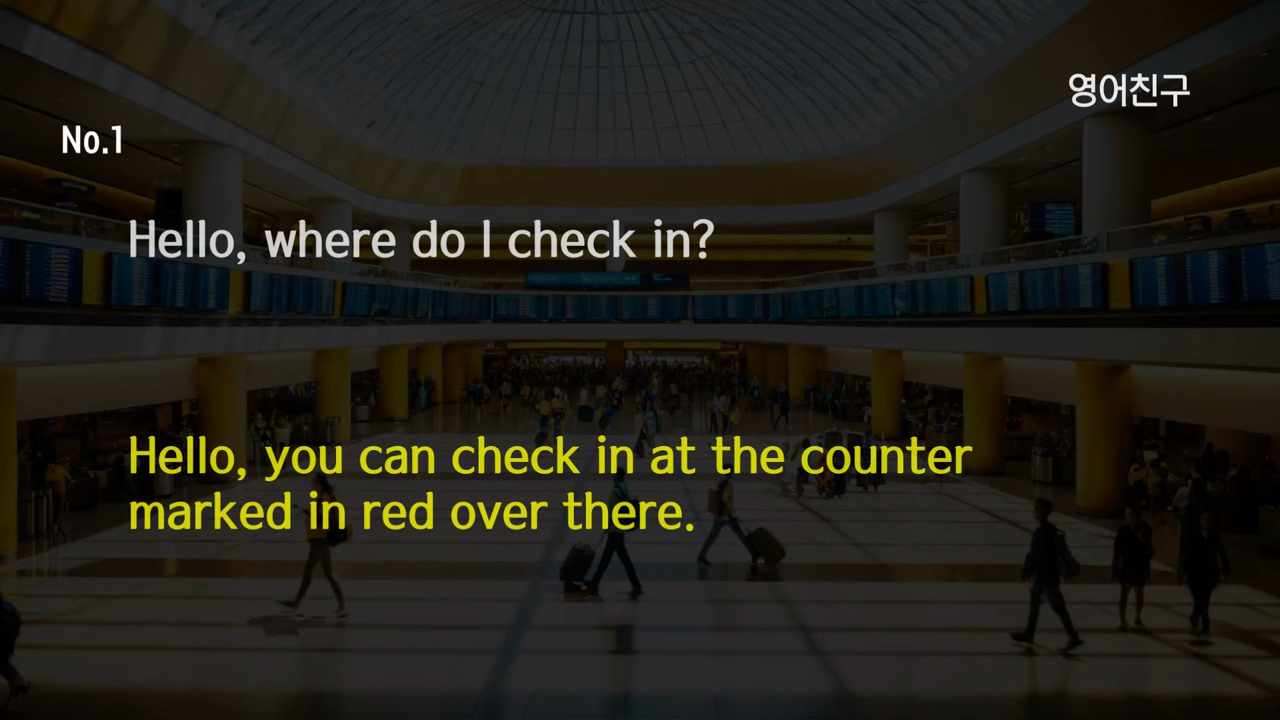 영어친구
No.1
Hello, where do I check in?
Hello, you can check in at the counter
marked in red over there.